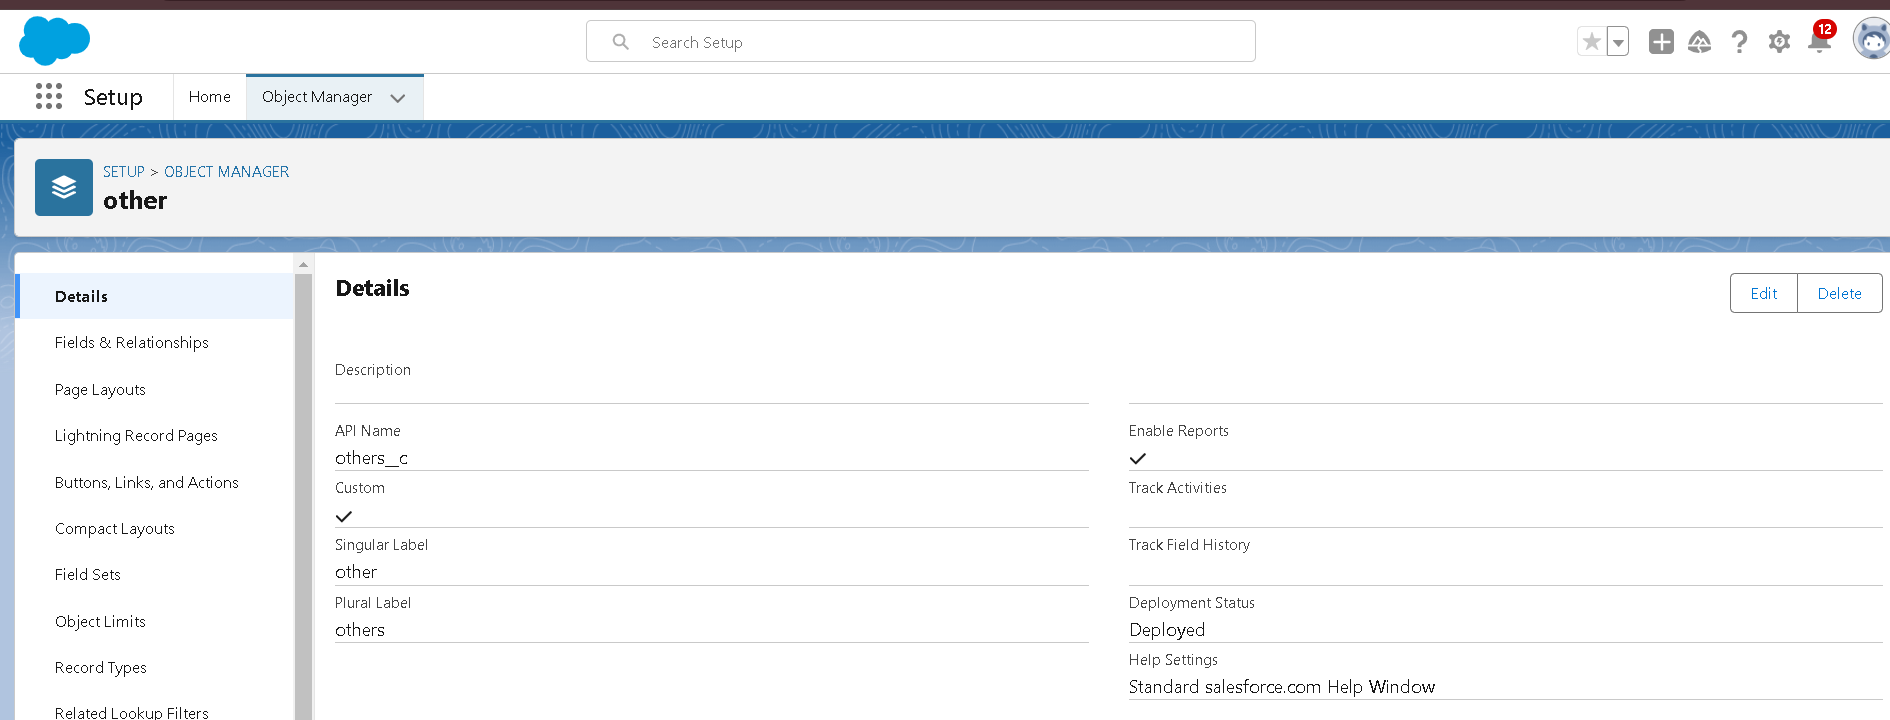 Search Setup
12
Setup
Home
Object Manager
SETUP > OBJECT MANAGER
other
Details
Fields & Relationships
Page Layouts
Lightning Record Pages
Buttons, Links, and Actions
Compact Layouts
Field Sets
Object Limits
Record Types
Related Lookup Filters
Details
Edit
Delete
Description
API Name
others__c
Custom
Singular Label
other
Plural Label
others
Enable Reports
Track Activities
Track Field History
Deployment Status
Deployed
Help Settings
Standard salesforce.com Help Window